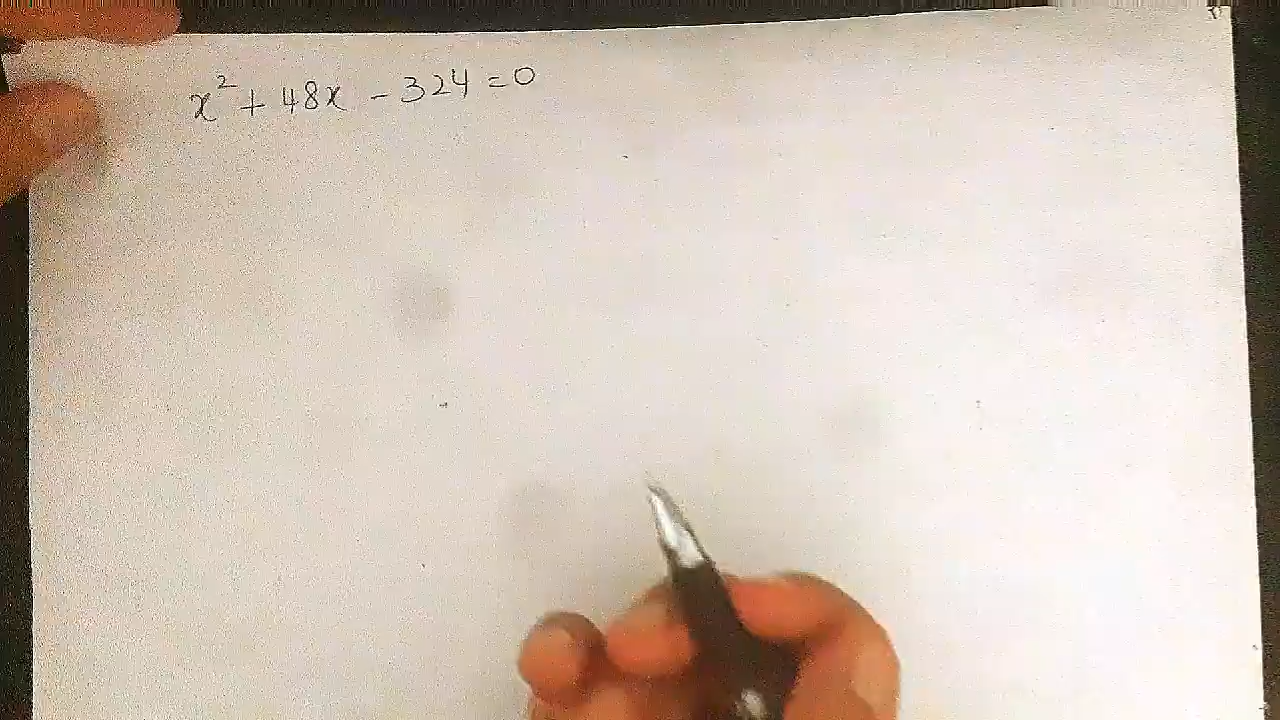 x² + 48x - 324 = 0